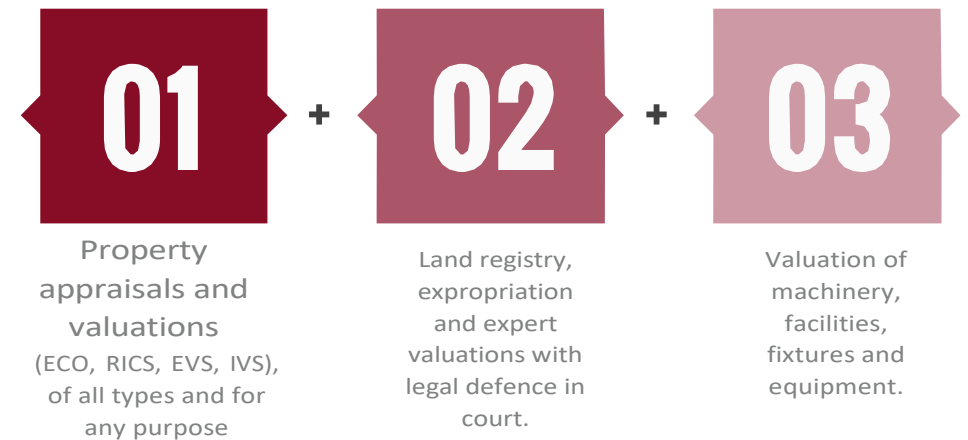 01
+
02
+
03
Property
appraisals and
valuations
(ECO, RICS, EVS, IVS),
of all types and for
any purpose
Land registry,
expropriation
and expert
valuations with
legal defence in
court.
Valuation of
machinery,
facilities,
fixtures and
equipment.